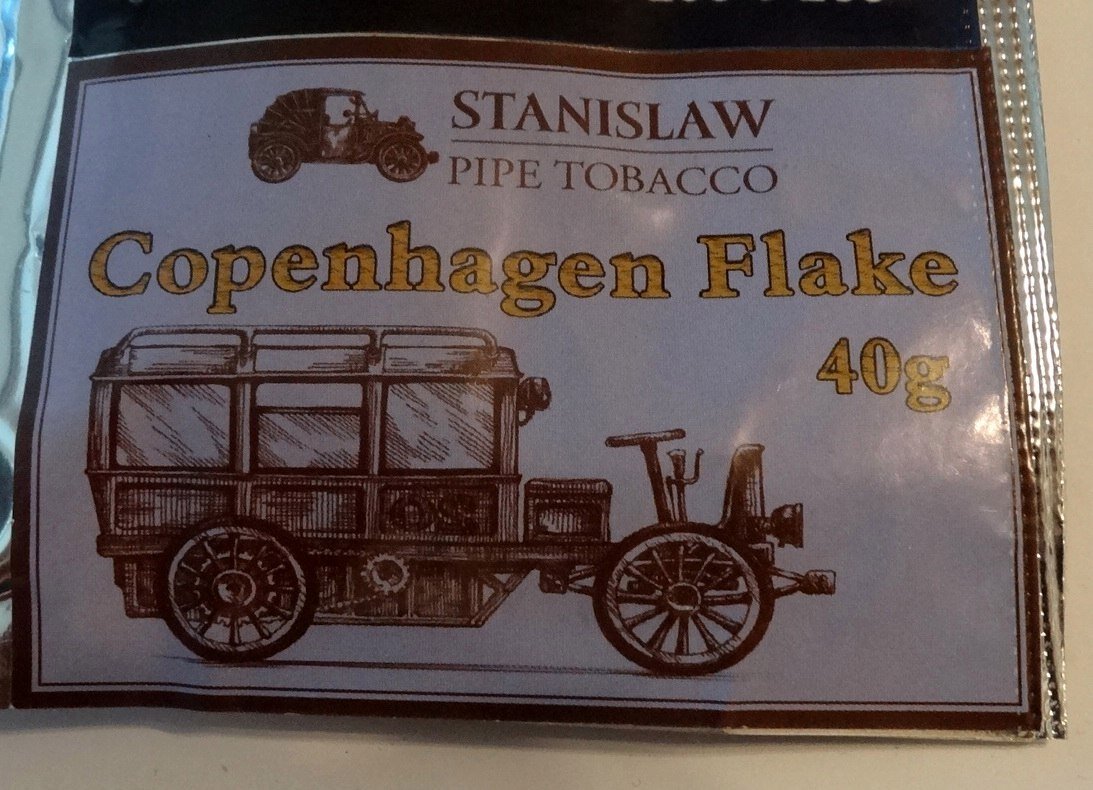 STANISLAW
PIPE TOBACCO
Copenhagen Flake
40g